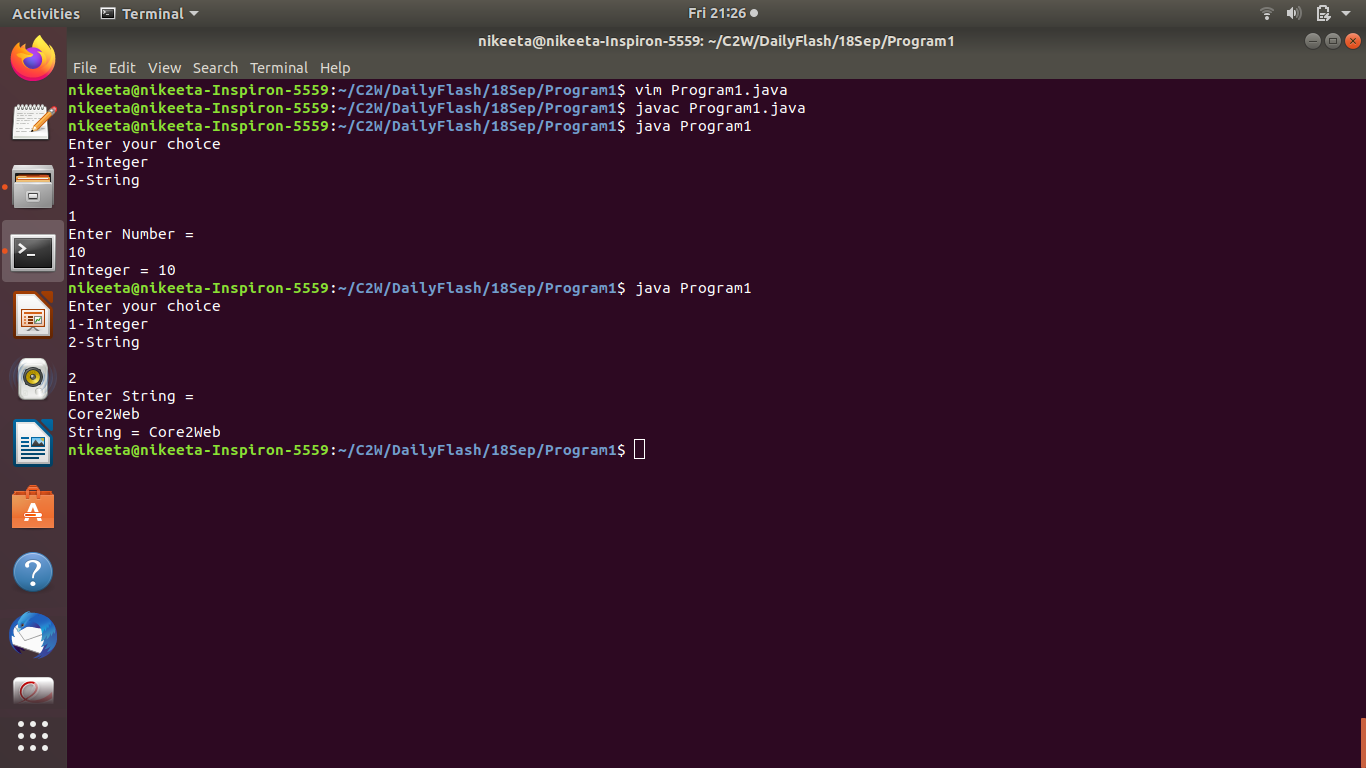 Activities Terminal Fri 21:26
nikeeta@nikeeta-Inspiron-5559: ~/C2W/DailyFlash/18Sep/Program1
File Edit View Search Terminal Help
nikeeta@nikeeta-Inspiron-5559:~/C2W/DailyFlash/18Sep/Program1$ vim Program1.java
nikeeta@nikeeta-Inspiron-5559:~/C2W/DailyFlash/18Sep/Program1$ javac Program1.java
nikeeta@nikeeta-Inspiron-5559:~/C2W/DailyFlash/18Sep/Program1$ java Program1
Enter your choice
1-Integer
2-String
1
Enter Number =
10
Integer = 10
nikeeta@nikeeta-Inspiron-5559:~/C2W/DailyFlash/18Sep/Program1$ java Program1
Enter your choice
1-Integer
2-String
2
Enter String =
Core2Web
String = Core2Web
nikeeta@nikeeta-Inspiron-5559:~/C2W/DailyFlash/18Sep/Program1$